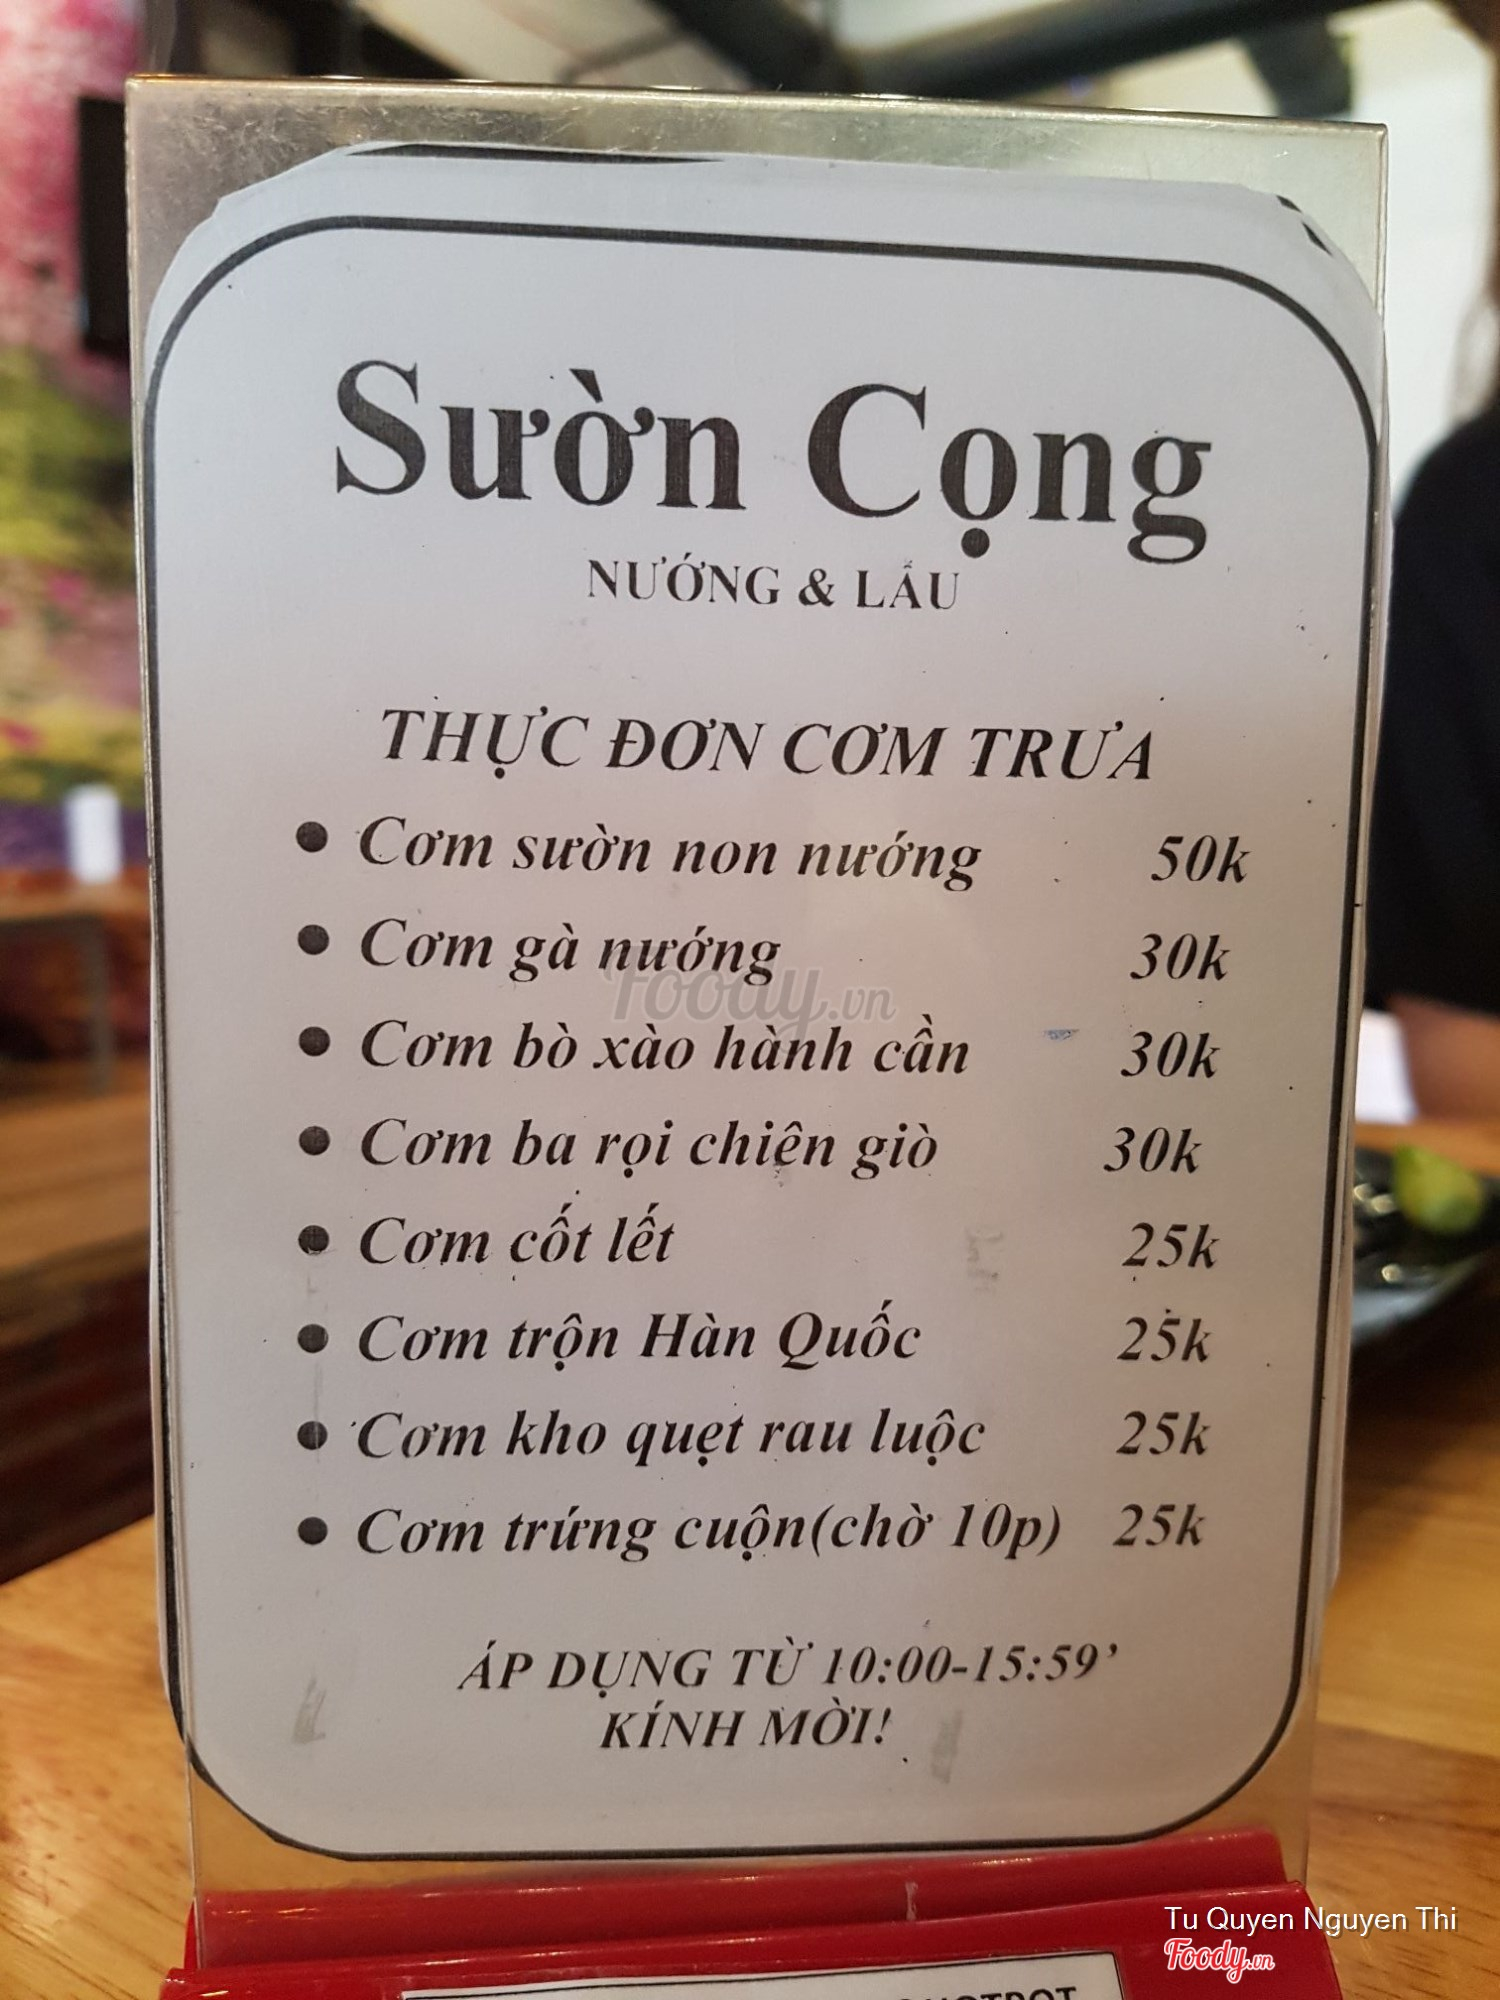 Sườn Cọng
NƯỚNG & LẨU
THỰC ĐƠN CƠM TRƯA
• Cơm sườn non nướng 50k
• Cơm gà nướng 30k
Foody.vn
• Cơm bò xào hành cần 30k
• Cơm ba rọi chiên giò 30k
• Cơm cốt lết 25k
• Cơm trộn Hàn Quốc 25k
• Cơm kho quẹt rau luộc 25k
• Cơm trứng cuộn(chờ 10p) 25k
ÁP DỤNG TỪ 10:00-15:59’
KÍNH MỜI!
Tu Quyen Nguyen Thi
Foody.vn